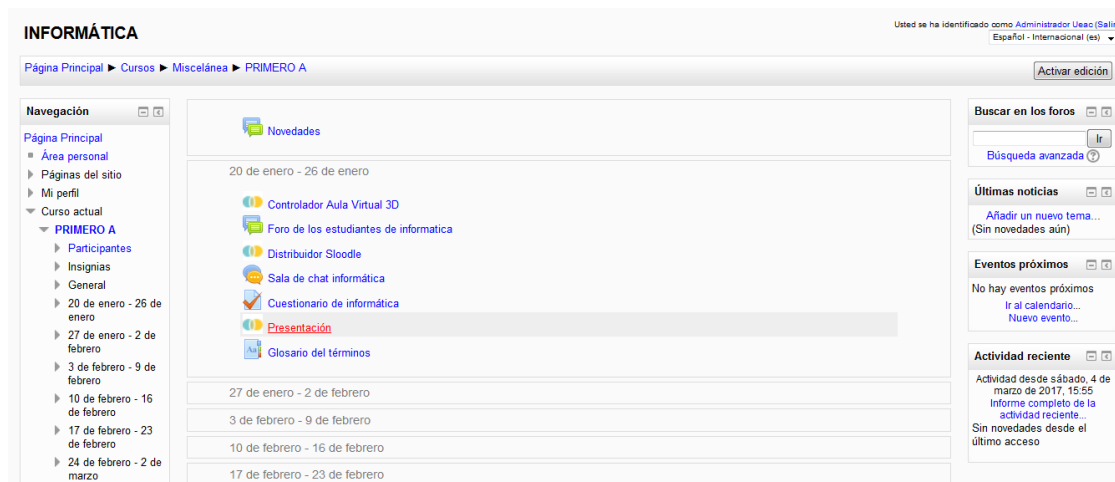 INFORMÁTICA
Usted se ha identificado como Administrador Ueac (Salir
Español - Internacional (es)
Página Principal ► Cursos ► Miscelánea ► PRIMERO A
Activar edición
Navegación
Página Principal
Área personal
Páginas del sitio
Mi perfil
Curso actual
PRIMERO A
Participantes
Insignias
General
20 de enero - 26 de
enero
27 de enero - 2 de
febrero
3 de febrero - 9 de
febrero
10 de febrero - 16
de febrero
17 de febrero - 23
de febrero
24 de febrero - 2 de
marzo
Novedades
20 de enero - 26 de enero
Controlador Aula Virtual 3D
Foro de los estudiantes de informatica
Distribuidor Sloodle
Sala de chat informática
Cuestionario de informática
Presentación
Glosario del términos
27 de enero - 2 de febrero
3 de febrero - 9 de febrero
10 de febrero - 16 de febrero
17 de febrero - 23 de febrero
Buscar en los foros
Ir
Búsqueda avanzada
Últimas noticias
Añadir un nuevo tema...
(Sin novedades aún)
Eventos próximos
No hay eventos próximos
Ir al calendario...
Nuevo evento...
Actividad reciente
Actividad desde sábado, 4 de
marzo de 2017, 15:55
Informe completo de la
actividad reciente...
Sin novedades desde el
último acceso